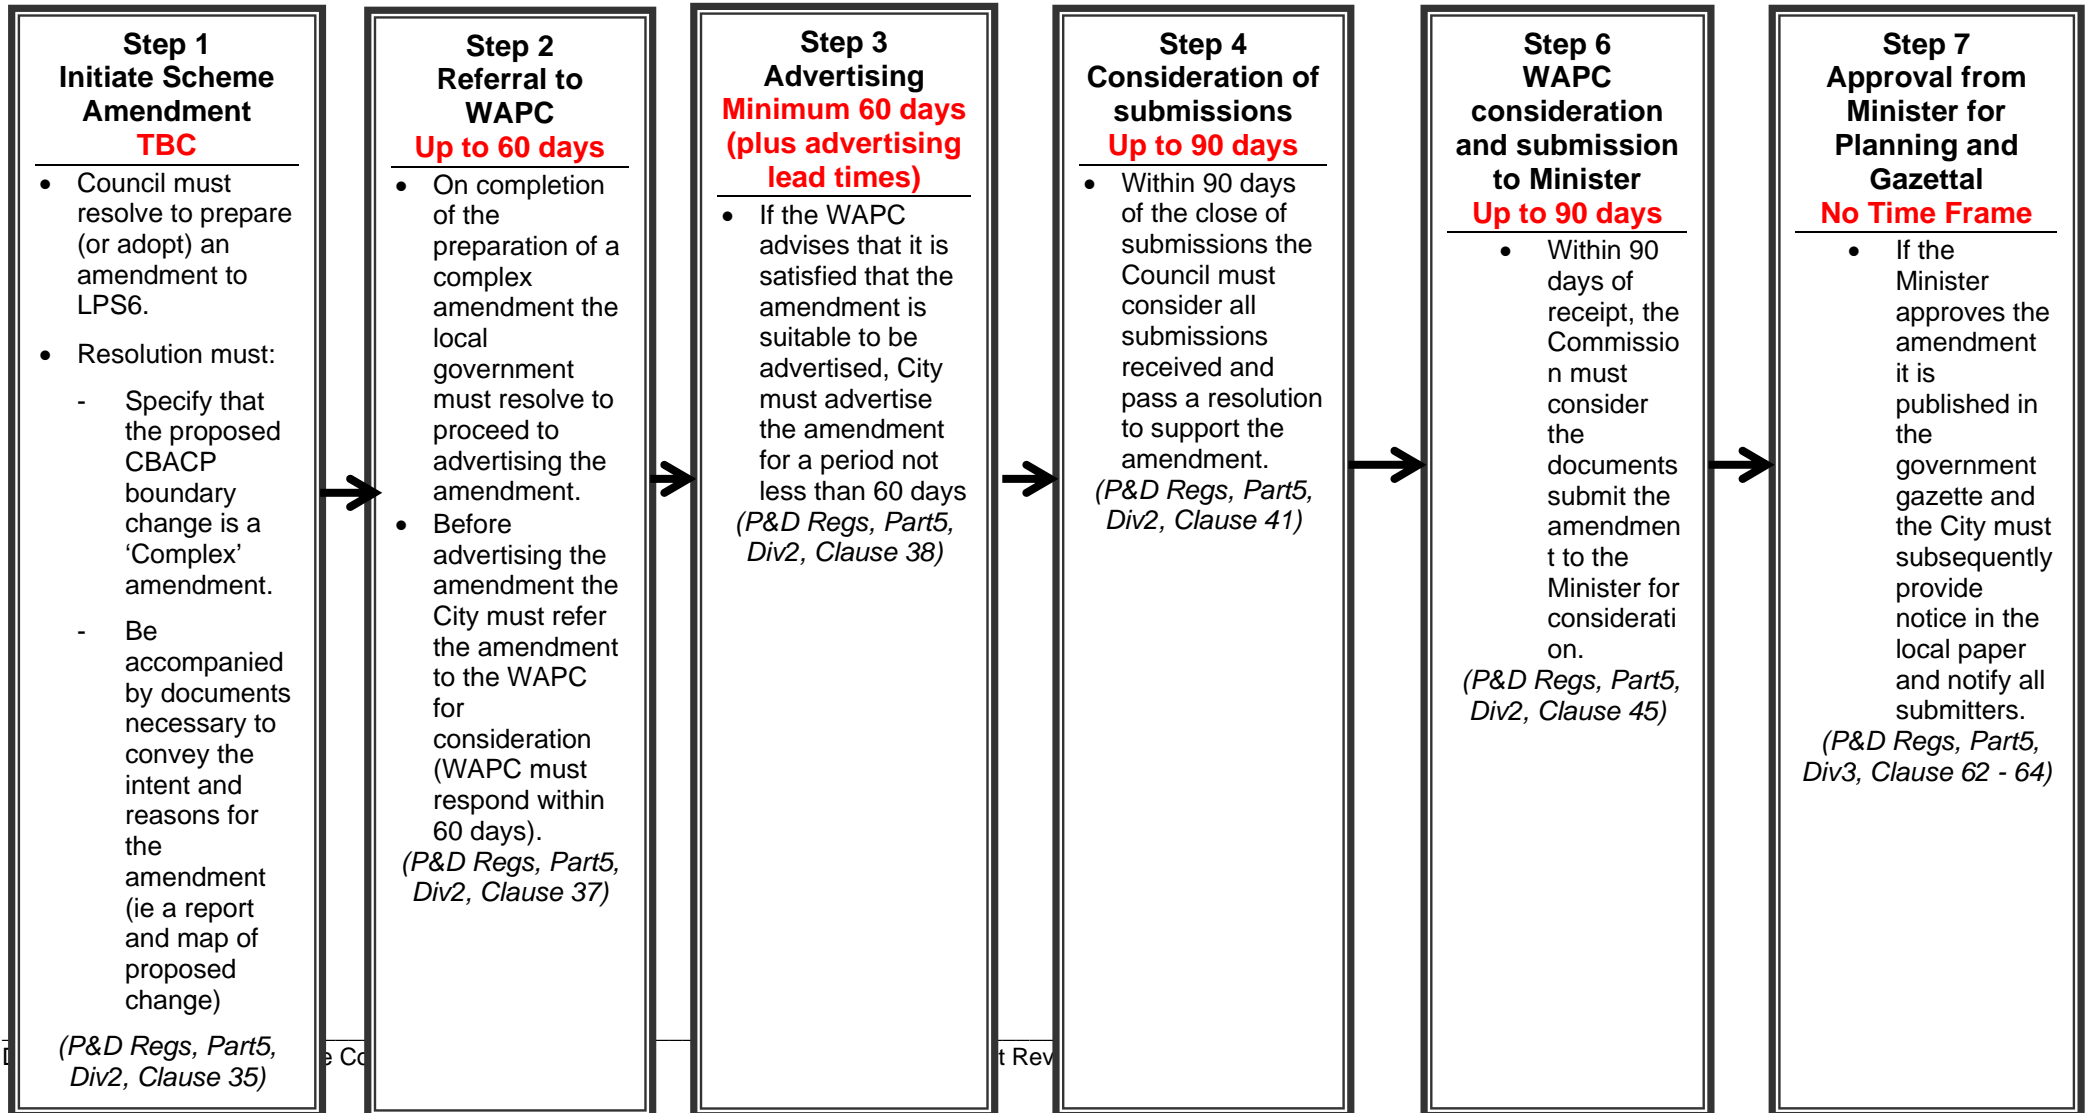 Step 1
Initiate Scheme
Amendment
TBC
• Council must
resolve to prepare
(or adopt) an
amendment to
LPS6.
• Resolution must:
- Specify that
the proposed
CBACP
boundary
change is a
‘Complex’
amendment.
- Be
accompanied
by documents
necessary to
convey the
intent and
reasons for
the
amendment
(ie a report
and map of
proposed
change)
(P&D Regs, Part5,
Div2, Clause 35)
Step 2
Referral to
WAPC
Up to 60 days
• On completion
of the
preparation of a
complex
amendment the
local
government
must resolve to
proceed to
advertising the
amendment.
• Before
advertising the
amendment the
City must refer
the amendment
to the WAPC
for
consideration
(WAPC must
respond within
60 days).
(P&D Regs, Part5,
Div2, Clause 37)
Step 3
Advertising
Minimum 60 days
(plus advertising
lead times)
• If the WAPC
advises that it is
satisfied that the
amendment is
suitable to be
advertised, City
must advertise
the amendment
for a period not
less than 60 days
(P&D Regs, Part5,
Div2, Clause 38)
Step 4
Consideration of
submissions
Up to 90 days
• Within 90 days
of the close of
submissions the
Council must
consider all
submissions
received and
pass a resolution
to support the
amendment.
(P&D Regs, Part5,
Div2, Clause 41)
Step 6
WAPC
consideration
and submission
to Minister
Up to 90 days
• Within 90
days of
receipt, the
Commissio
n must
consider
the
documents
submit the
amendmen
t to the
Minister for
considerati
on.
(P&D Regs, Part5,
Div2, Clause 45)
Step 7
Approval from
Minister for
Planning and
Gazettal
No Time Frame
• If the
Minister
approves the
amendment
it is
published in
the
government
gazette and
the City must
subsequently
provide
notice in the
local paper
and notify all
submitters.
(P&D Regs, Part5,
Div3, Clause 62 - 64)